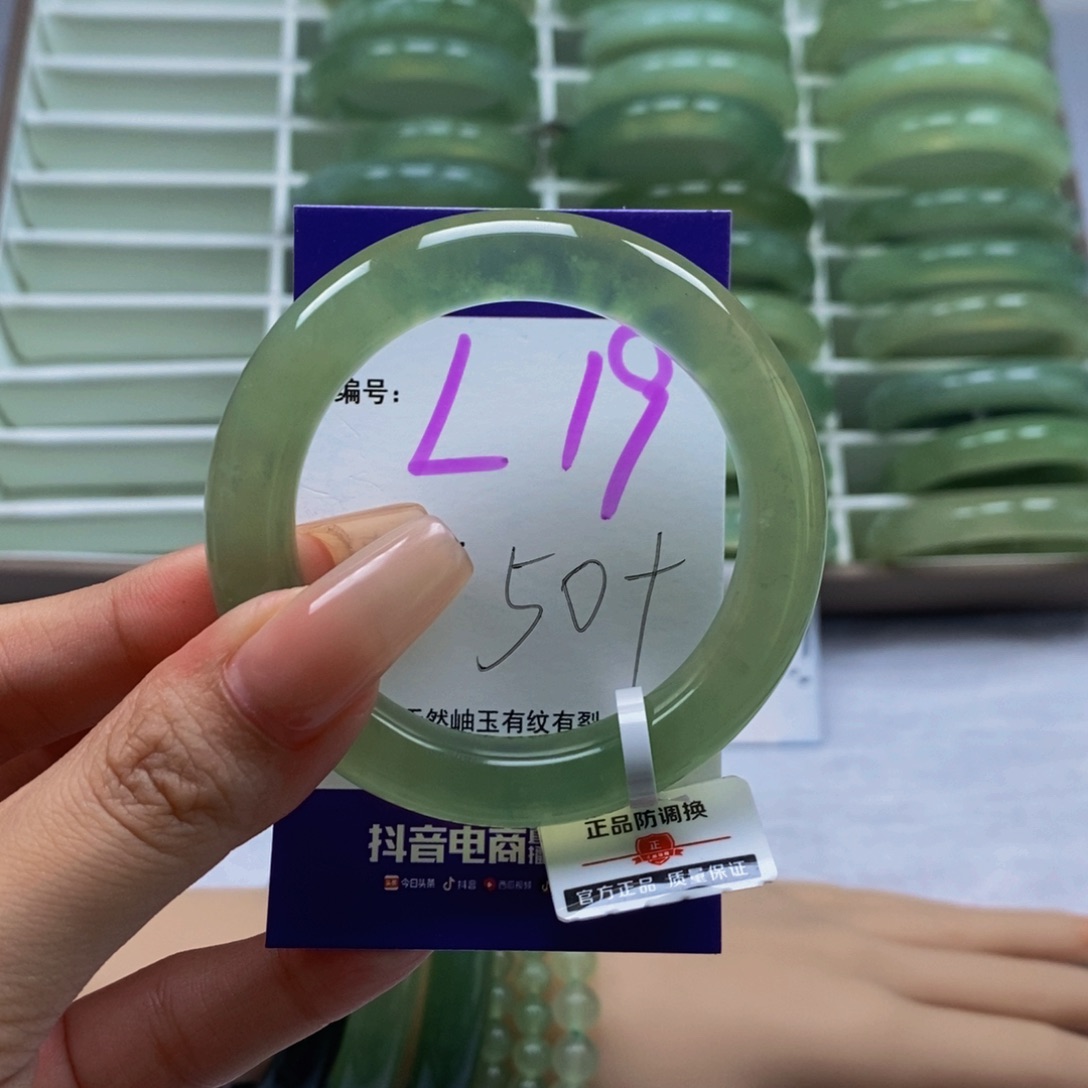 编号：
L 19
50+
天然岫玉有纹有裂
抖音电商
今日头条 抖音 西瓜视频
正品防调换
正
官方正品 质量保证